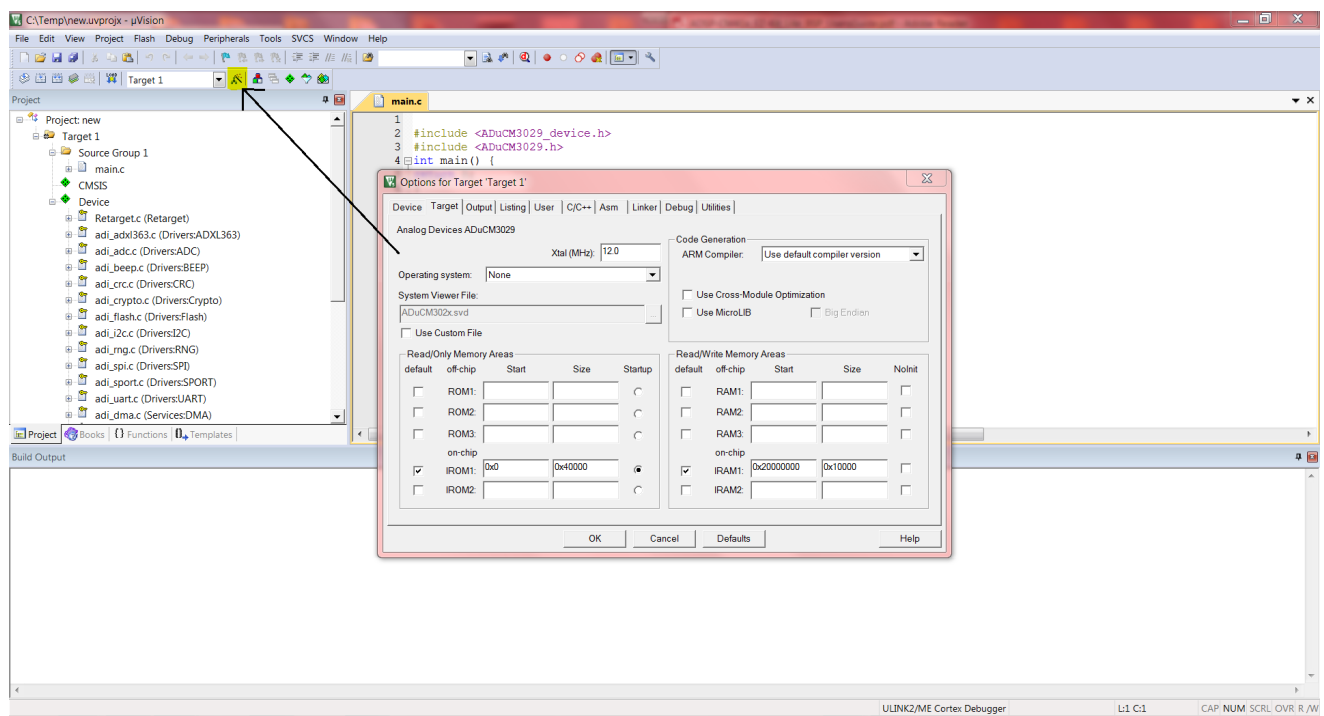 C:\Temp\new.uvprojx - µVision
File Edit View Project Flash Debug Peripherals Tools SVCS Window Help
Target 1
Project
main.c
Project: new
Target 1
Source Group 1
main.c
CMSIS
Device
Retarget.c (Retarget)
adi_adxl363.c (Drivers:ADXL363)
adi_adc.c (Drivers:ADC)
adi_beep.c (Drivers:BEEP)
adi_crc.c (Drivers:CRC)
adi_crypto.c (Drivers:Crypto)
adi_flash.c (Drivers:Flash)
adi_i2c.c (Drivers:I2C)
adi_rng.c (Drivers:RNG)
adi_spi.c (Drivers:SPI)
adi_sport.c (Drivers:SPORT)
adi_uart.c (Drivers:UART)
adi_dma.c (Services:DMA)
Project Books {} Functions Templates
1
2 #include <ADuCM3029_device.h>
3 #include <ADuCM3029.h>
4 int main() {
Options for Target 'Target 1'
Device Target Output Listing User C/C++ Asm Linker Debug Utilities
Analog Devices ADuCM3029
Xtal (MHz): 12.0
Operating system: None
System Viewer File:
ADuCM302x.svd ...
Use Custom File
Code Generation
ARM Compiler: Use default compiler version
Use Cross-Module Optimization
Use MicroLIB Big Endian
Read/Only Memory Areas
default off-chip Start Size Startup
ROM1:
ROM2:
ROM3:
on-chip
IROM1: 0x0 0x40000
IROM2:
Read/Write Memory Areas
default off-chip Start Size NoInit
RAM1:
RAM2:
RAM3:
on-chip
IRAM1: 0x20000000 0x10000
IRAM2:
OK Cancel Defaults Help
Build Output
ULINK2/ME Cortex Debugger L:1 C:1 CAP NUM SCRL OVR R /W